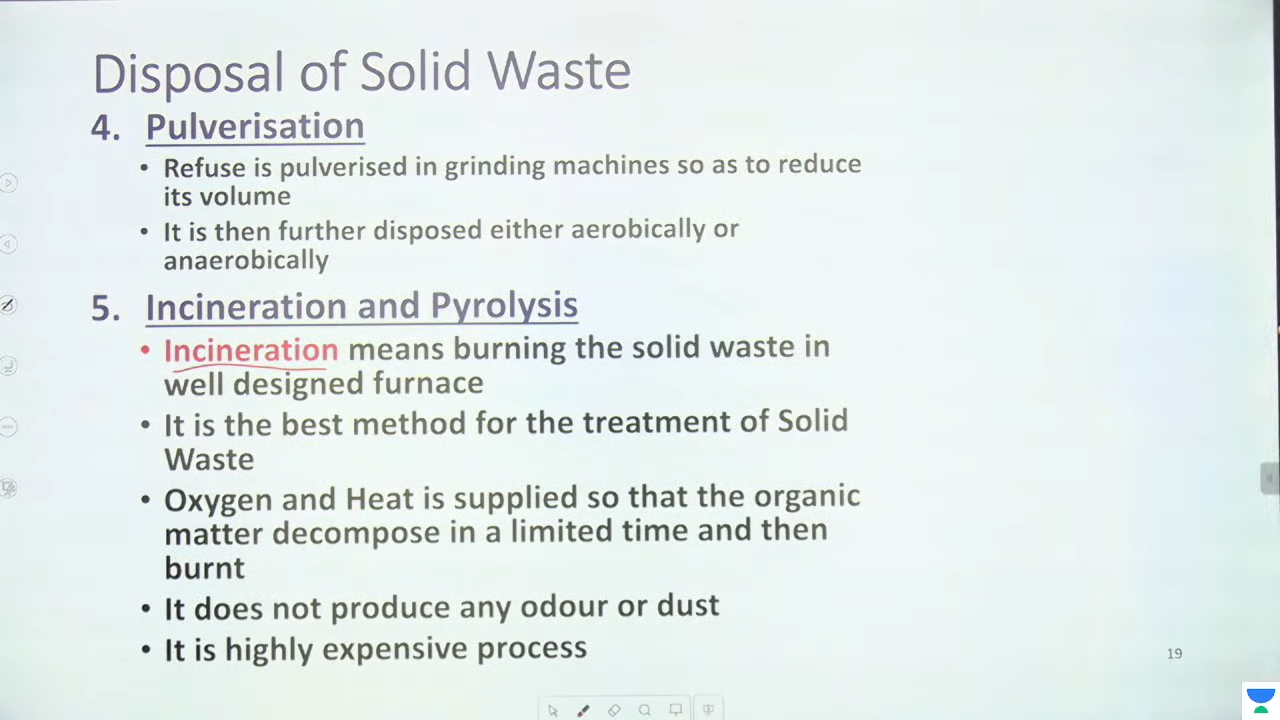 Disposal of Solid Waste
4. Pulverisation
• Refuse is pulverised in grinding machines so as to reduce
its volume
• It is then further disposed either aerobically or
anaerobically
5. Incineration and Pyrolysis
• Incineration means burning the solid waste in
well designed furnace
• It is the best method for the treatment of Solid
Waste
• Oxygen and Heat is supplied so that the organic
matter decompose in a limited time and then
burnt
• It does not produce any odour or dust
• It is highly expensive process
19